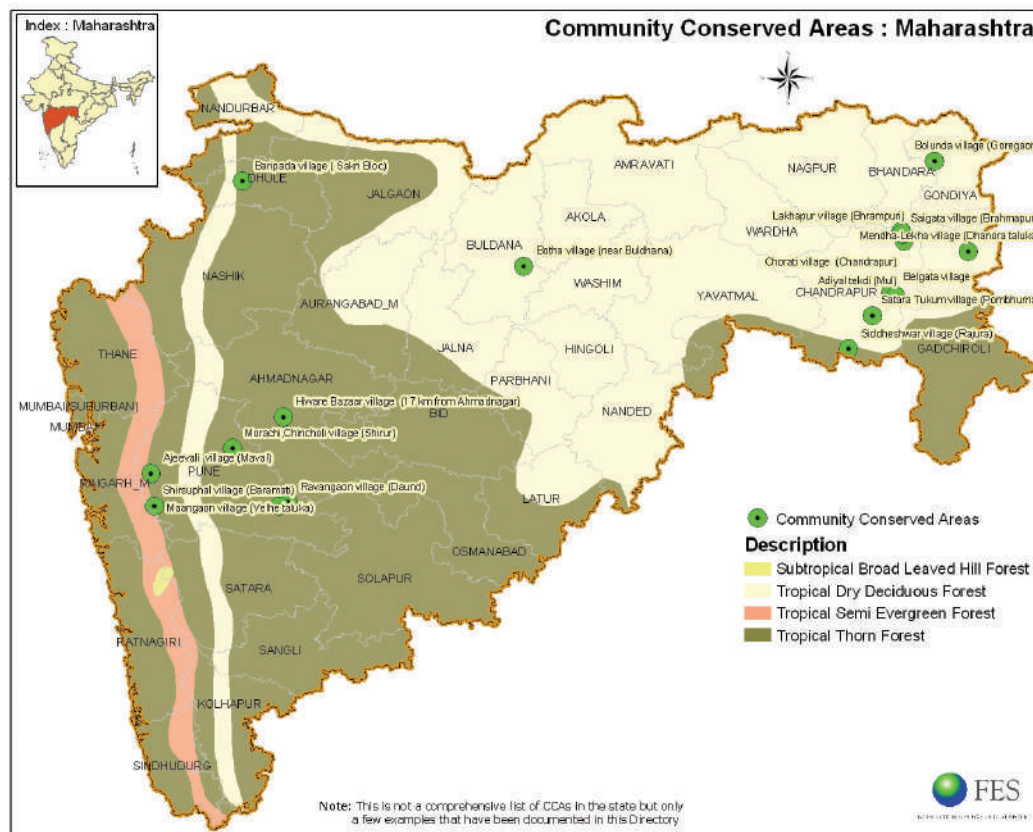 Index : Maharashtra
Community Conserved Areas : Maharashtra
NANDURBAR
Baripada village ( Sakri Bloc)
DHULE
JALGAON
AMRAVATI
NAGPUR
Bolunda village (Goregaon
BHANDARA
GONDIYA
AKOLA
WARDHA
Lakhapur village (Bhrampuri)
Saigata village (Brahmapuri
Mendha-Lekha village (Dhanora taluka
BULDANA
Botha village (near Buldhana)
NASHIK
WASHIM
Chorati village (Chandrapur)
Belgata village
Adiyal tekdi (Mul)
CHANDRAPUR
YAVATMAL
AURANGABAD_M
Satara Tukum village (Pombhurna
Siddheshwar village (Rajura)
GADCHIROLI
THANE
JALNA
HINGOLI
AHMADNAGAR
PARBHANI
MUMBAI(SUBURBAN)
MUMBAI
Hiware Bazaar village (17 km from Ahmadnagar)
BID
NANDED
Morachi Chincholi village (Shirur)
Ajeevali village (Maval)
PUNE
RAIGARH_M
Shirsuphal village (Baramati)
Ravangaon village (Daund)
Maangaon village (Velhe taluka)
LATUR
OSMANABAD
SOLAPUR
SATARA
RATNAGIRI
SANGLI
KOLHAPUR
SINDHUDURG
Community Conserved Areas
Description
Subtropical Broad Leaved Hill Forest
Tropical Dry Deciduous Forest
Tropical Semi Evergreen Forest
Tropical Thorn Forest
Note: This is not a comprehensive list of CCAs in the state but only
a few examples that have been documented in this Directory
FES